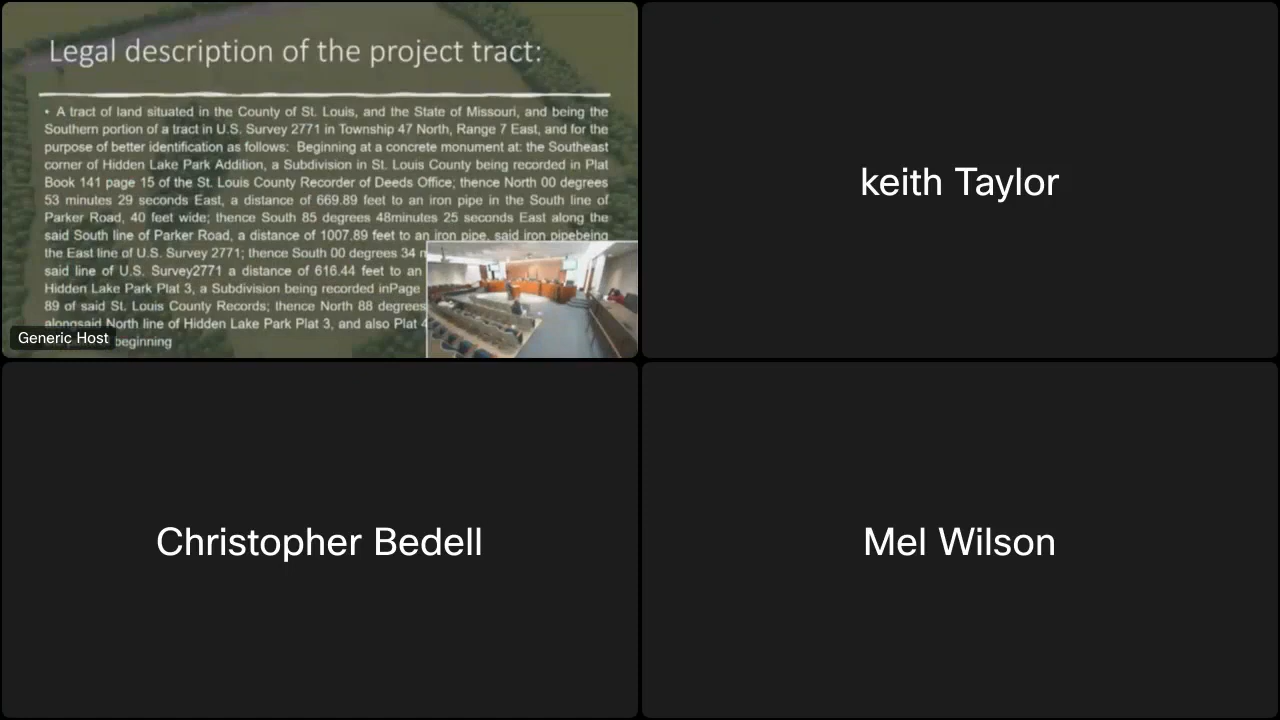 Legal description of the project tract:
• A tract of land situated in the County of St. Louis, and the State of Missouri, and being the
Southern portion of a tract in U.S. Survey 2771 in Township 47 North, Range 7 East, and for the
purpose of better identification as follows: Beginning at a concrete monument at: the Southeast
corner of Hidden Lake Park Addition, a Subdivision in St. Louis County being recorded in Plat
Book 141 page 15 of the St. Louis County Recorder of Deeds Office; thence North 00 degrees
53 minutes 29 seconds East, a distance of 669.89 feet to an iron pipe in the South line of
Parker Road, 40 feet wide; thence South 85 degrees 48minutes 25 seconds East along the
said South line of Parker Road, a distance of 1007.89 feet to an iron pipe, said iron pipebeing
the East line of U.S. Survey 2771; thence South 00 degrees 34
said line of U.S. Survey2771 a distance of 616.44 feet to an
Hidden Lake Park Plat 3, a Subdivision being recorded inPage
89 of said St. Louis County Records; thence North 88 degrees
alongsaid North line of Hidden Lake Park Plat 3, and also Plat 4
beginning
Generic Host
keith Taylor
Christopher Bedell
Mel Wilson